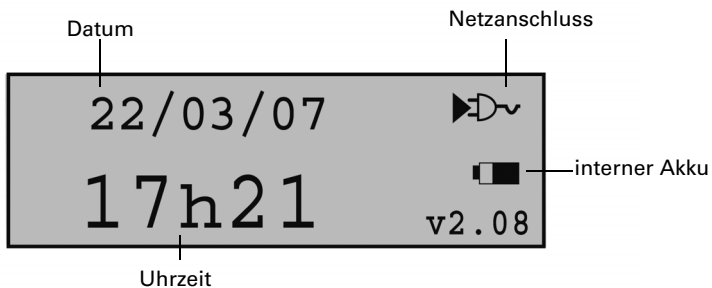 Datum
Netzanschluss
22/03/07
17h21
interner Akku
v2.08
Uhrzeit